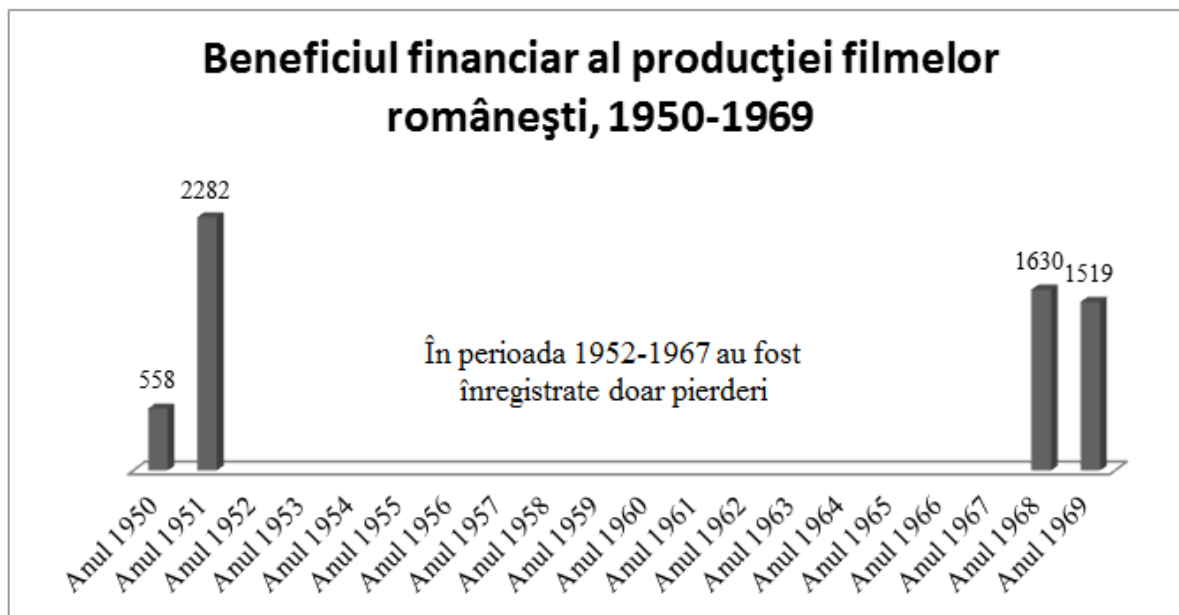 Beneficiul financiar al producţiei filmelor
româneşti, 1950-1969
2282
1630
1519
558
În perioada 1952-1967 au fost
înregistrate doar pierderi
Anul 1950
Anul 1951
Anul 1952
Anul 1953
Anul 1954
Anul 1955
Anul 1956
Anul 1957
Anul 1958
Anul 1959
Anul 1960
Anul 1961
Anul 1962
Anul 1963
Anul 1964
Anul 1965
Anul 1966
Anul 1967
Anul 1968
Anul 1969